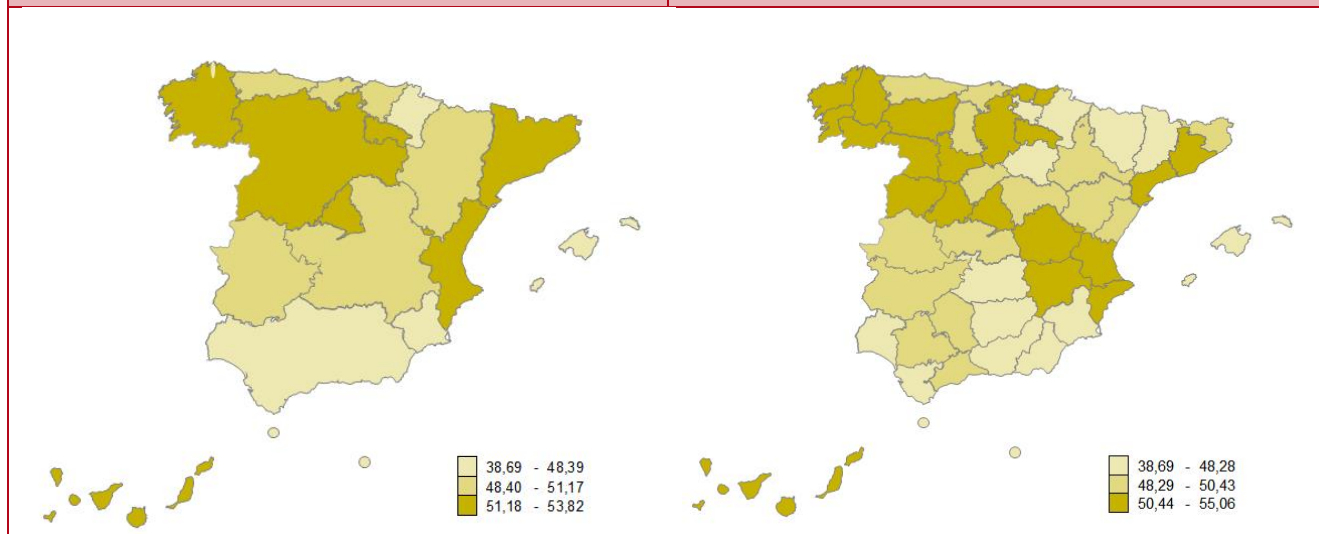 38,69 - 48,39
48,40 - 51,17
51,18 - 53,82
38,69 - 48,28
48,29 - 50,43
50,44 - 55,06